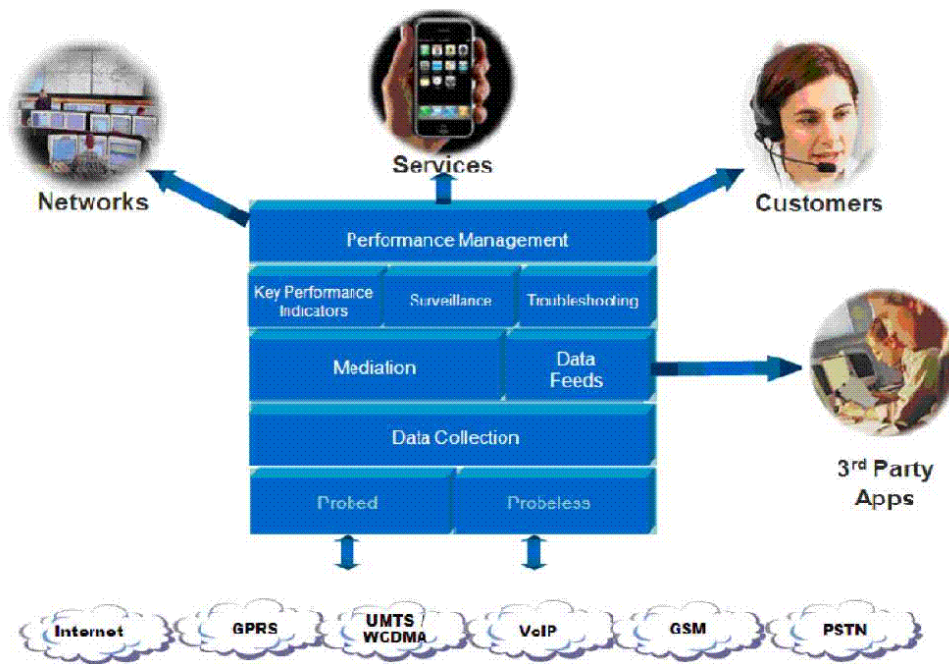 Services
Networks
Customers
Performance Management
Key Performance
Indicators
Surveillance
Troubleshooting
Mediation
Data
Feeds
Data Collection
3rd Party
Apps
Probed
Probeless
Internet
GPRS
UMTS /
WCDMA
VoIP
GSM
PSTN